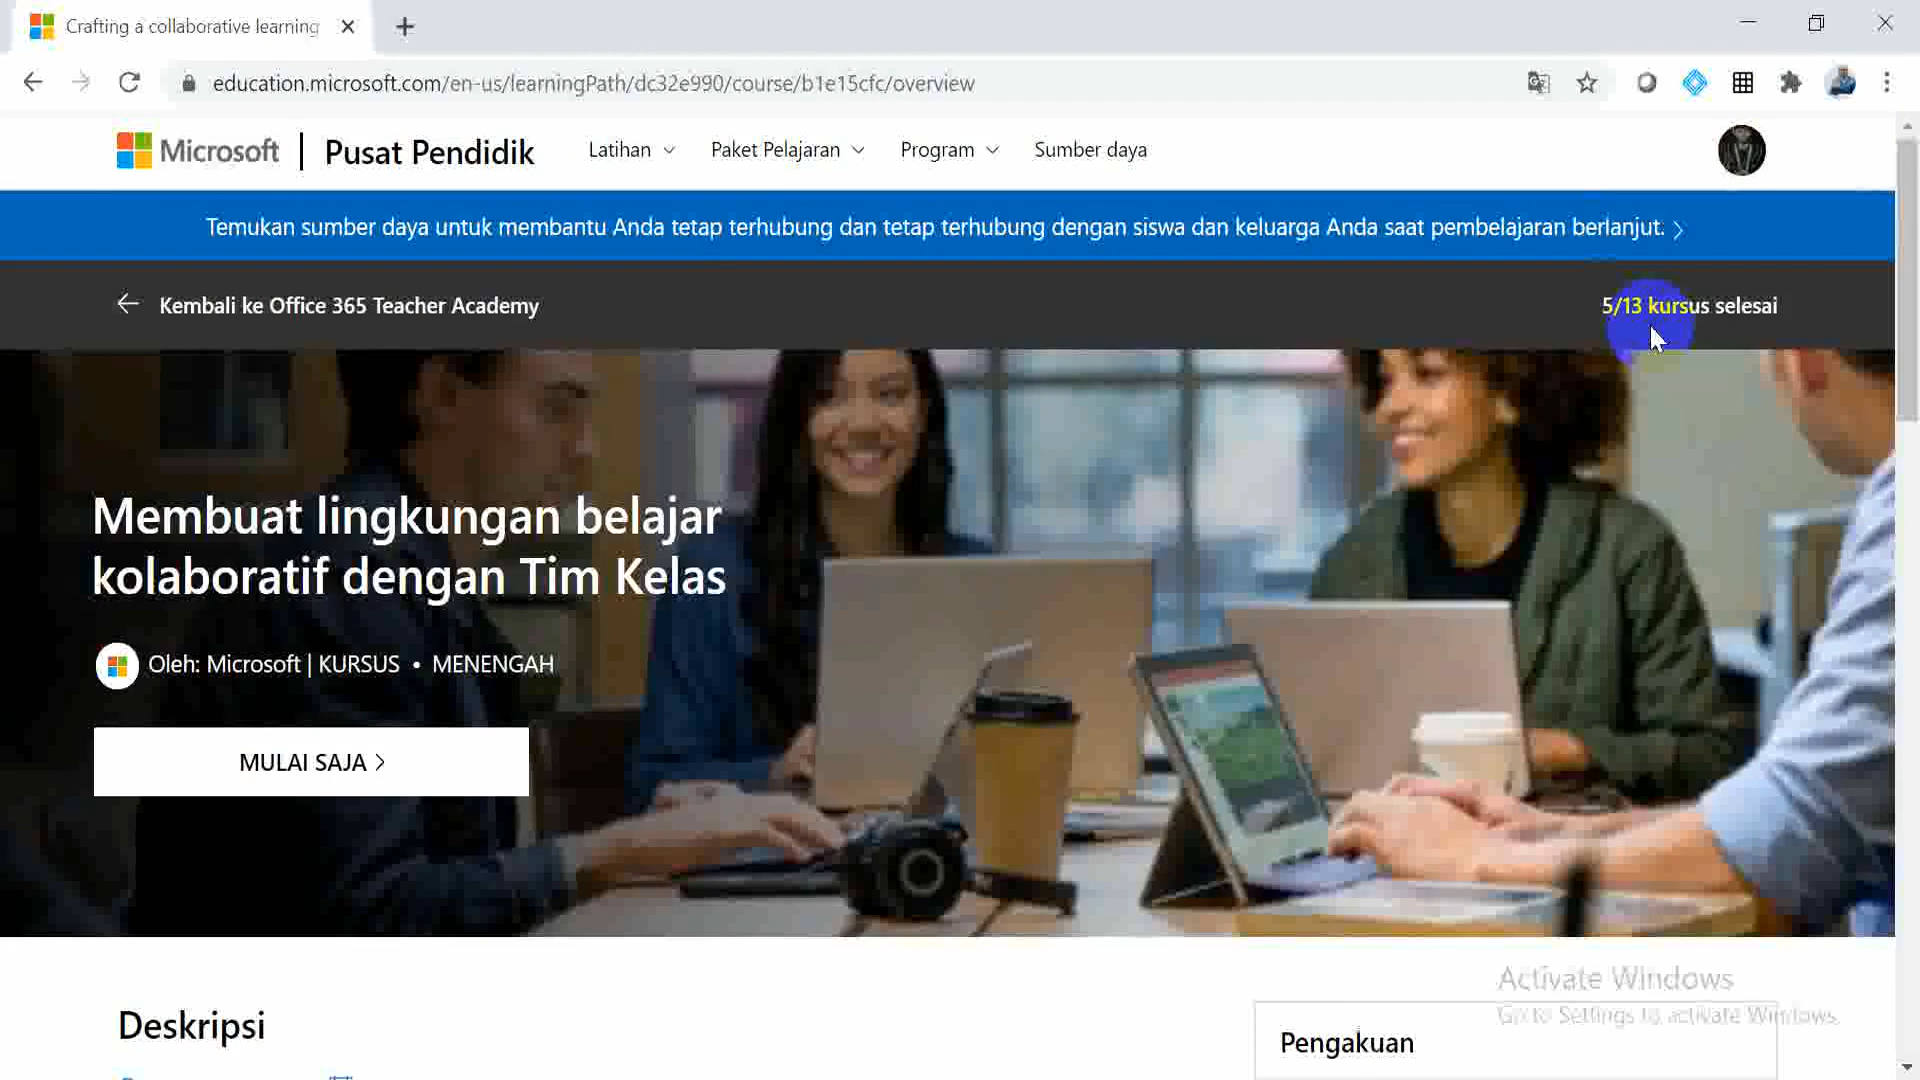 Crafting a collaborative learning
education.microsoft.com/en-us/learningPath/dc32e990/course/b1e15cfc/overview
Microsoft | Pusat Pendidik
Latihan
Paket Pelajaran
Program
Sumber daya
Temukan sumber daya untuk membantu Anda tetap terhubung dan tetap terhubung dengan siswa dan keluarga Anda saat pembelajaran berlanjut.
Kembali ke Office 365 Teacher Academy
5/13 kursus selesai
Membuat lingkungan belajar
kolaboratif dengan Tim Kelas
Oleh: Microsoft | KURSUS • MENENGAH
MULAI SAJA
Deskripsi
Pengakuan
Activate Windows
Go to Settings to activate Windows.